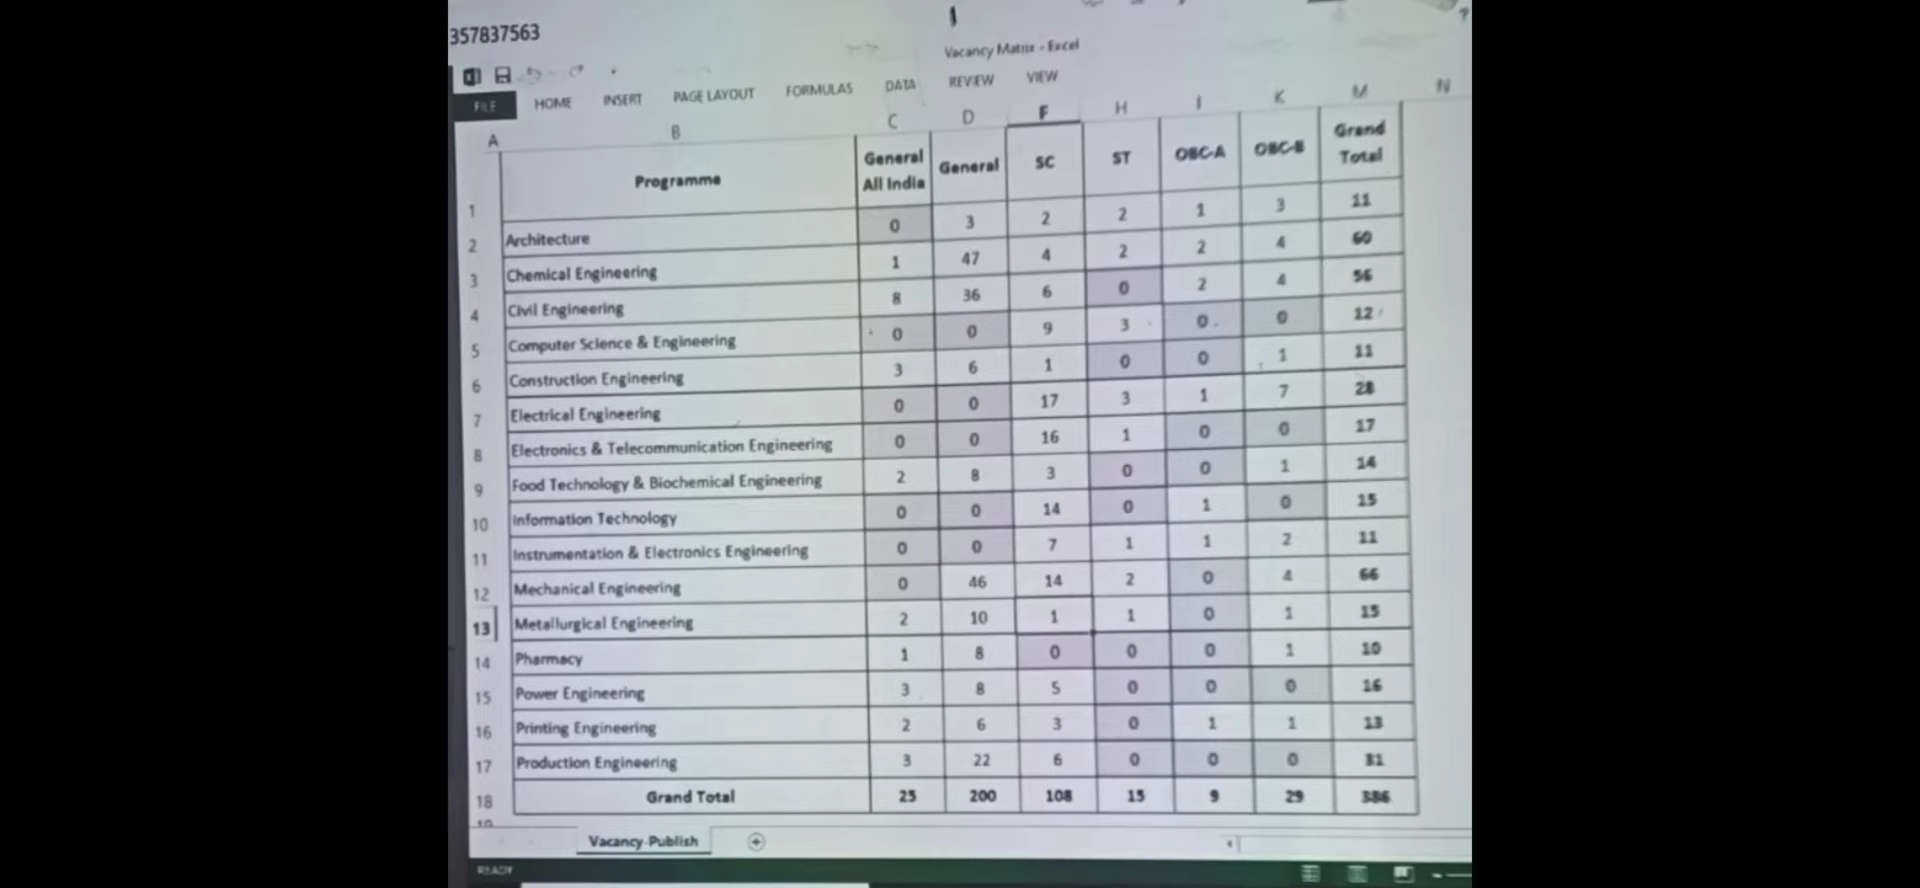 357837563
Vacancy Matrix - Excel
FILE HOME INSERT PAGE LAYOUT FORMULAS DATA REVIEW VIEW
?
A B C D F H I K M N
1 Programme General All India General SC ST OBC-A OBC-B Grand Total
2 Architecture 0 3 2 2 1 3 11
3 Chemical Engineering 1 47 4 2 2 4 60
4 Civil Engineering 8 36 6 0 2 4 56
5 Computer Science & Engineering 0 0 9 3 0 0 12
6 Construction Engineering 3 6 1 0 0 1 11
7 Electrical Engineering 0 0 17 3 1 7 28
8 Electronics & Telecommunication Engineering 0 0 16 1 0 0 17
9 Food Technology & Biochemical Engineering 2 8 3 0 0 1 14
10 Information Technology 0 0 14 0 1 0 15
11 Instrumentation & Electronics Engineering 0 0 7 1 1 2 11
12 Mechanical Engineering 0 46 14 2 0 4 66
13 Metallurgical Engineering 2 10 1 1 0 1 15
14 Pharmacy 1 8 0 0 0 1 10
15 Power Engineering 3 8 5 0 0 0 16
16 Printing Engineering 2 6 3 0 1 1 13
17 Production Engineering 3 22 6 0 0 0 31
18 Grand Total 25 200 108 15 9 29 386
19
Vacancy-Publish
READY